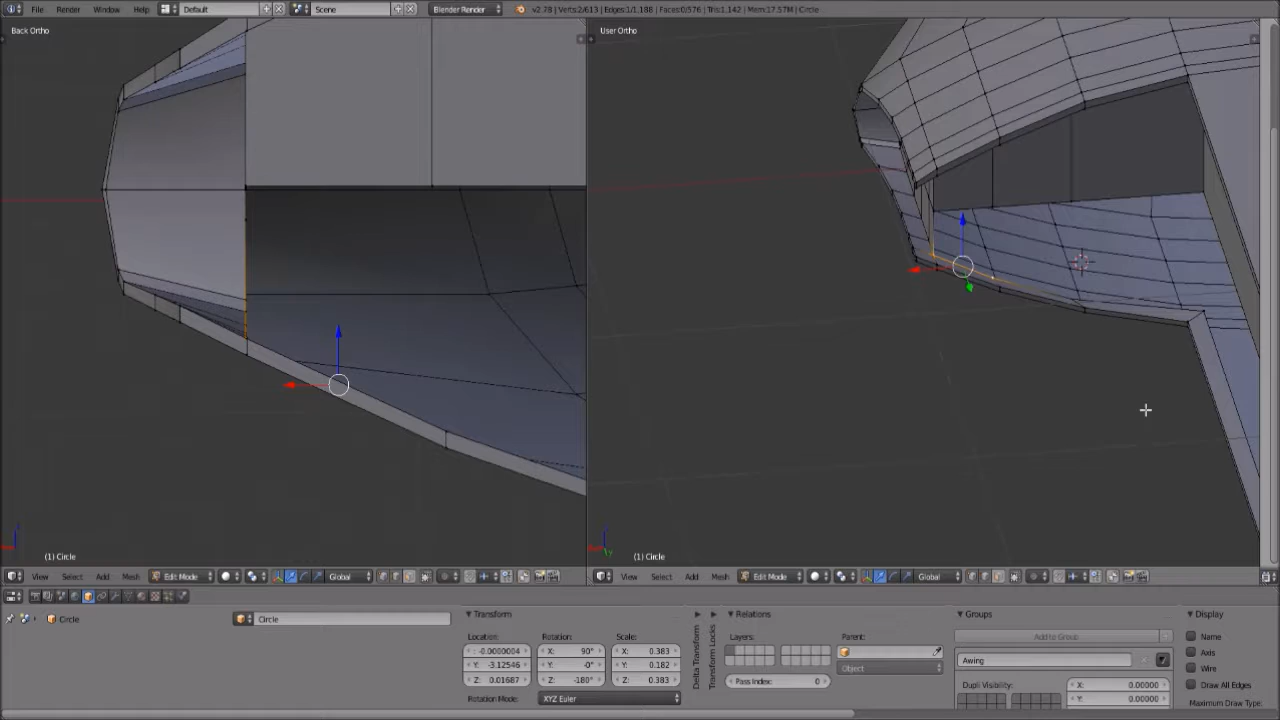 File Render Window Help Default Scene Blender Render v2.78 | Verts:2/613 | Edges:1/1,188 | Faces:0/576 | Tris:1,142 | Mem:17.57M | Circle
Back Ortho User Ortho
(1) Circle (1) Circle
View Select Add Mesh Edit Mode Global View Select Add Mesh Edit Mode Global
Circle Circle
Transform
Location: Rotation: Scale:
-0.0000004 X: 90° X: 0.383
Y: -3.12546 Y: -0° Y: 0.182
Z: 0.01687 Z: -180° Z: 0.383
Rotation Mode: XYZ Euler
Delta Transform
Transform Locks
Relations
Layers: Parent:
Object
Pass Index: 0
Groups
Add to Group
Awing
Dupli Visibility: X: 0.00000
Y: 0.00000
Display
Name
Axis
Wire
Draw All Edges
Maximum Draw Type: